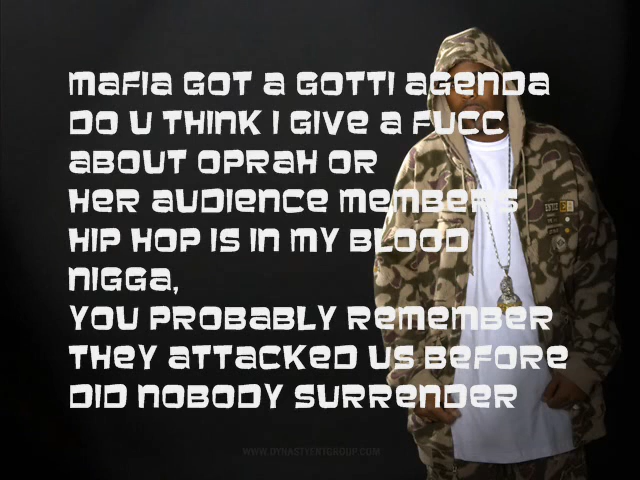 MAFIA GOT A GOTTI AGENDA
DO U THINK I GIVE A FUCC
ABOUT OPRAH OR
HER AUDIENCE MEMBERS
HIP HOP IS IN MY BLOOD
NIGGA,
YOU PROBABLY REMEMBER
THEY ATTACKED US BEFORE
DID NOBODY SURRENDER
WWW.DYNASTYENTGROUP.COM